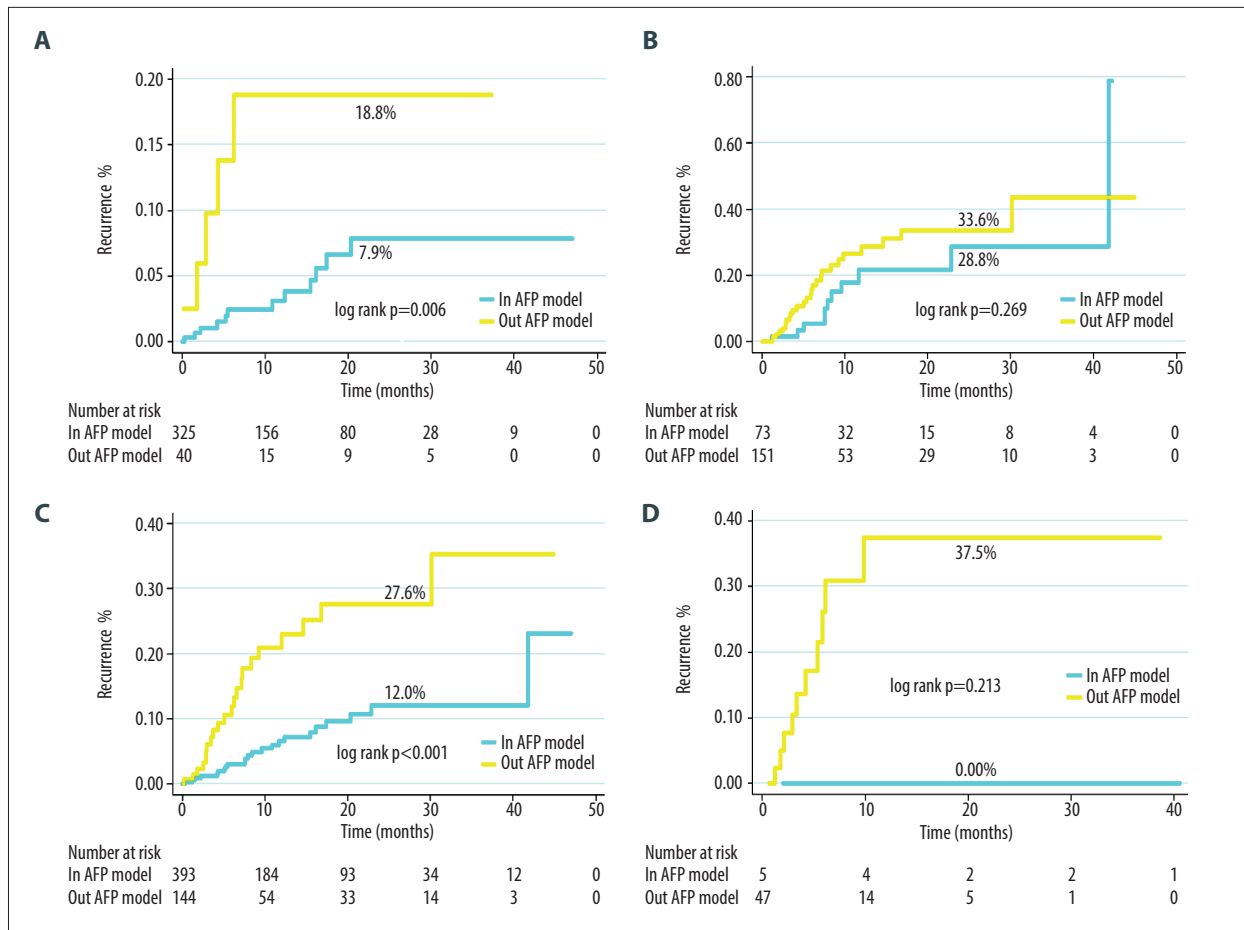 A
Recurrence %
0.20
0.15
0.10
0.05
0.00
18.8%
7.9%
log rank p=0.006
In AFP model
Out AFP model
0 10 20 30 40 50
Time (months)
Number at risk
In AFP model 325 156 80 28 9 0
Out AFP model 40 15 9 5 0 0
B
Recurrence %
0.80
0.60
0.40
0.20
0.00
33.6%
28.8%
log rank p=0.269
In AFP model
Out AFP model
0 10 20 30 40 50
Time (months)
Number at risk
In AFP model 73 32 15 8 4 0
Out AFP model 151 53 29 10 3 0
C
Recurrence %
0.40
0.30
0.20
0.10
0.00
27.6%
12.0%
log rank p<0.001
In AFP model
Out AFP model
0 10 20 30 40 50
Time (months)
Number at risk
In AFP model 393 184 93 34 12 0
Out AFP model 144 54 33 14 3 0
D
Recurrence %
0.40
0.30
0.20
0.10
0.00
37.5%
log rank p=0.213
In AFP model
Out AFP model
0.00%
0 10 20 30 40
Time (months)
Number at risk
In AFP model 5 4 2 2 1
Out AFP model 47 14 5 1 0